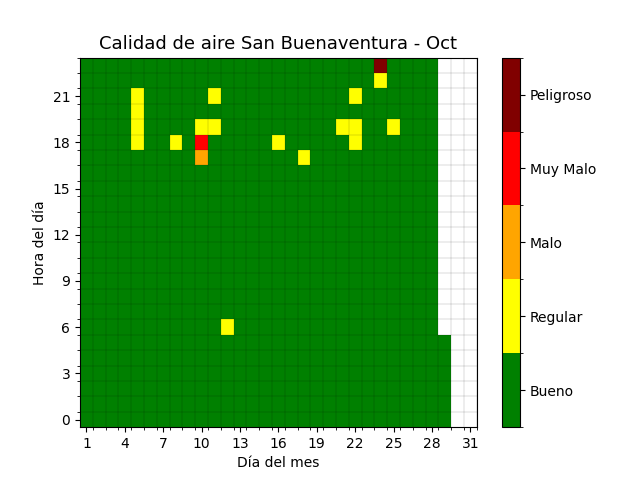 Calidad de aire San Buenaventura - Oct
Hora del día
21
18
15
12
9
6
3
0
1 4 7 10 13 16 19 22 25 28 31
Día del mes
Peligroso
Muy Malo
Malo
Regular
Bueno